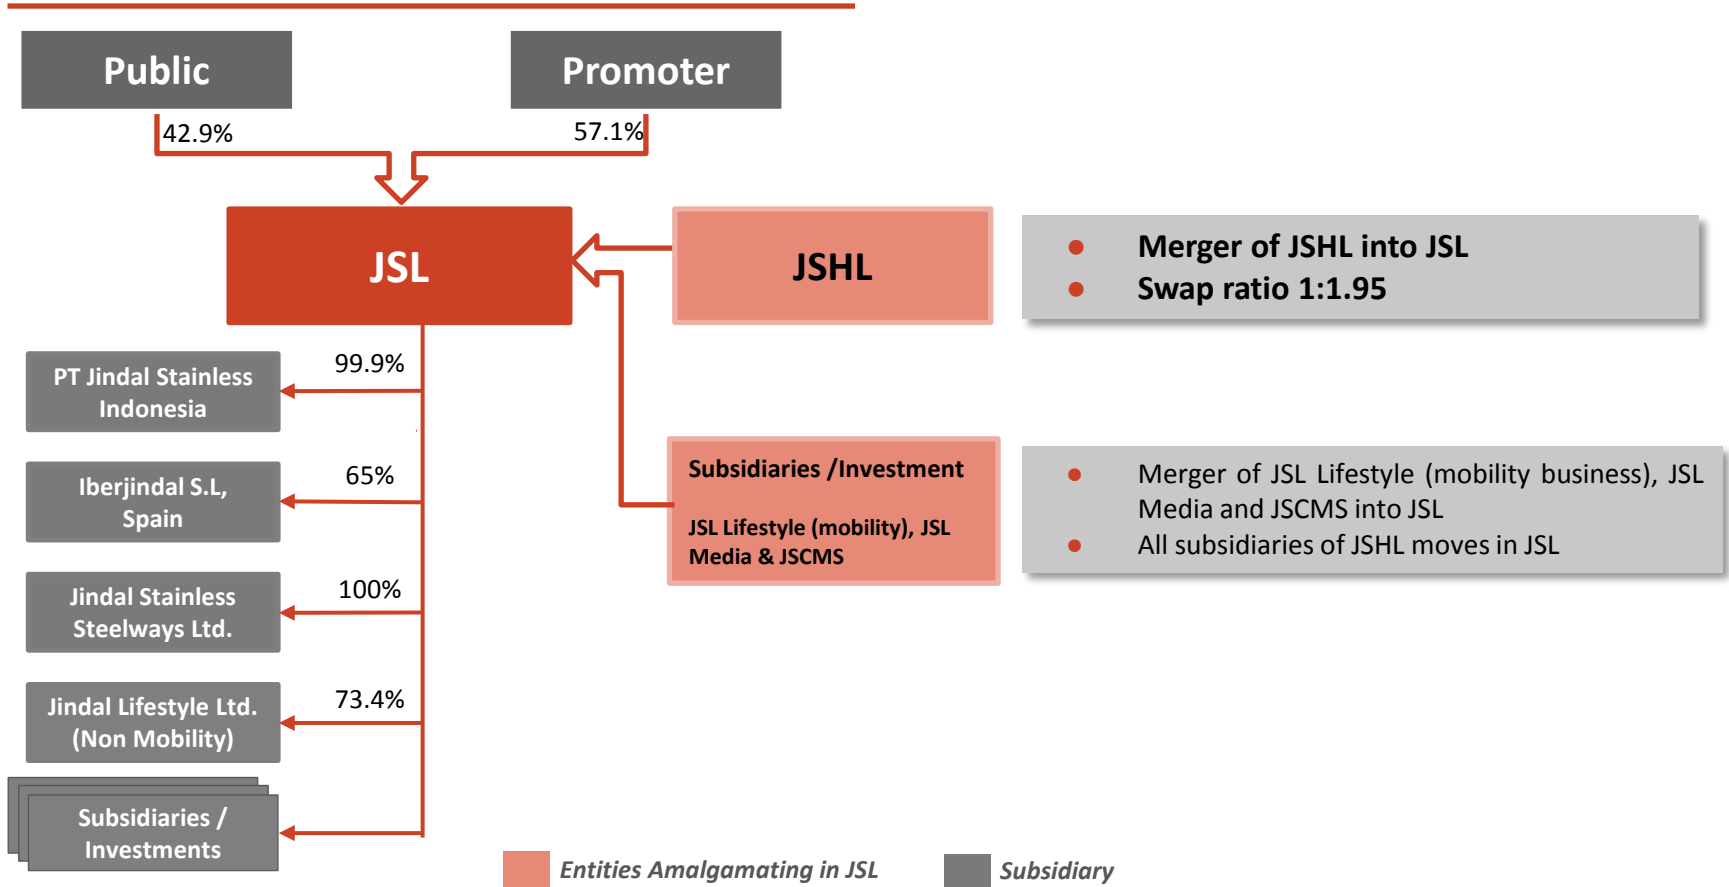 Public
Promoter
42.9%
57.1%
JSL
JSHL
● Merger of JSHL into JSL
● Swap ratio 1:1.95
99.9%
PT Jindal Stainless
Indonesia
65%
Iberjindal S.L,
Spain
100%
Jindal Stainless
Steelways Ltd.
73.4%
Jindal Lifestyle Ltd.
(Non Mobility)
Subsidiaries /
Investments
Subsidiaries /Investment
JSL Lifestyle (mobility), JSL
Media & JSCMS
● Merger of JSL Lifestyle (mobility business), JSL
Media and JSCMS into JSL
● All subsidiaries of JSHL moves in JSL
Entities Amalgamating in JSL
Subsidiary